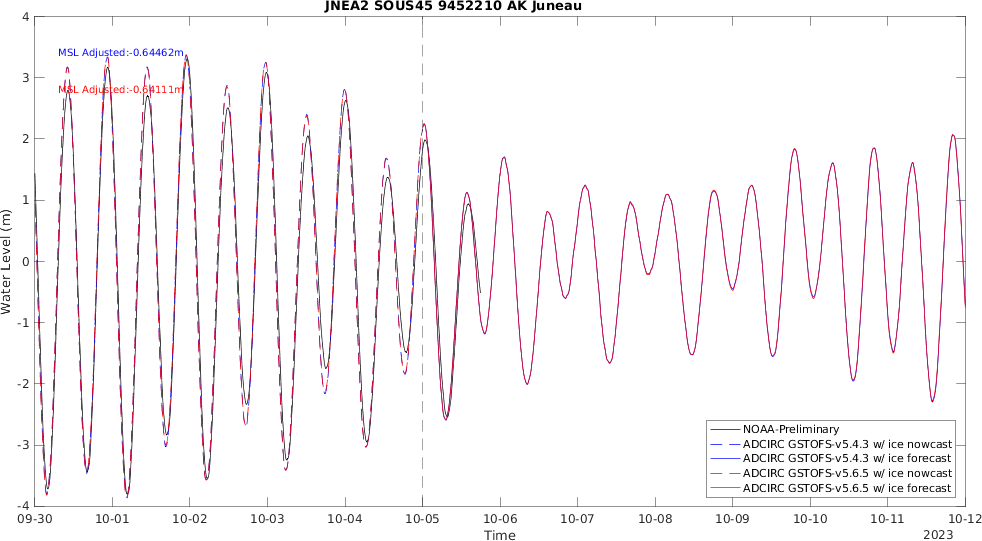 JNEA2 SOUS45 9452210 AK Juneau
4
3
2
1
0
-1
-2
-3
-4
Water Level (m)
MSL Adjusted:-0.64462m
MSL Adjusted:-0.64111m
NOAA-Preliminary
ADCIRC GSTOFS-v5.4.3 w/ ice nowcast
ADCIRC GSTOFS-v5.4.3 w/ ice forecast
ADCIRC GSTOFS-v5.6.5 w/ ice nowcast
ADCIRC GSTOFS-v5.6.5 w/ ice forecast
09-30 10-01 10-02 10-03 10-04 10-05 10-06 10-07 10-08 10-09 10-10 10-11 10-12
Time
2023